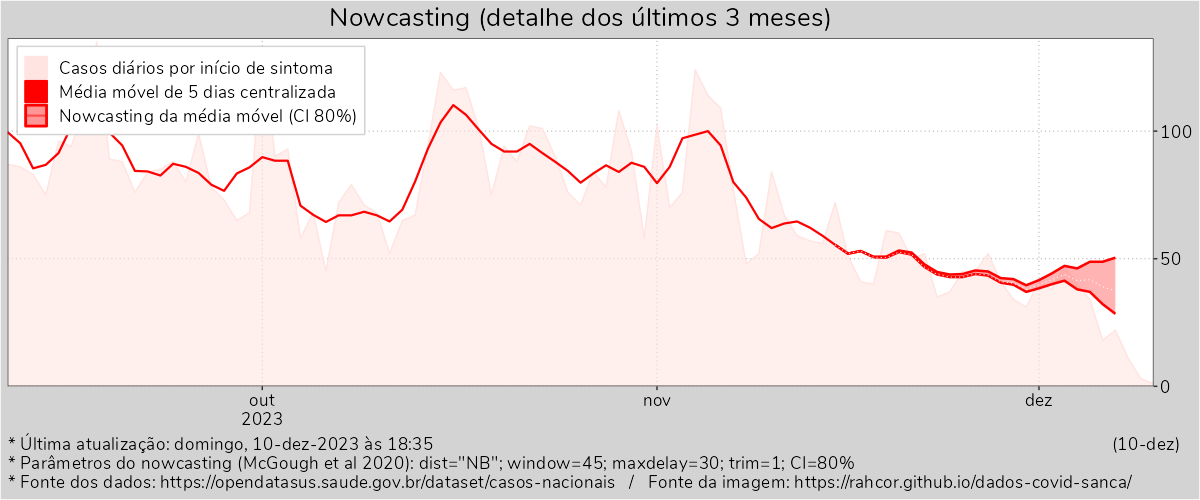 Nowcasting (detalhe dos últimos 3 meses)
Casos diários por início de sintoma
Média móvel de 5 dias centralizada
Nowcasting da média móvel (CI 80%)
100
50
0
out
2023
nov
dez
* Última atualização: domingo, 10-dez-2023 às 18:35
(10-dez)
* Parâmetros do nowcasting (McGough et al 2020): dist="NB"; window=45; maxdelay=30; trim=1; CI=80%
* Fonte dos dados: https://opendatasus.saude.gov.br/dataset/casos-nacionais / Fonte da imagem: https://rahcor.github.io/dados-covid-sanca/